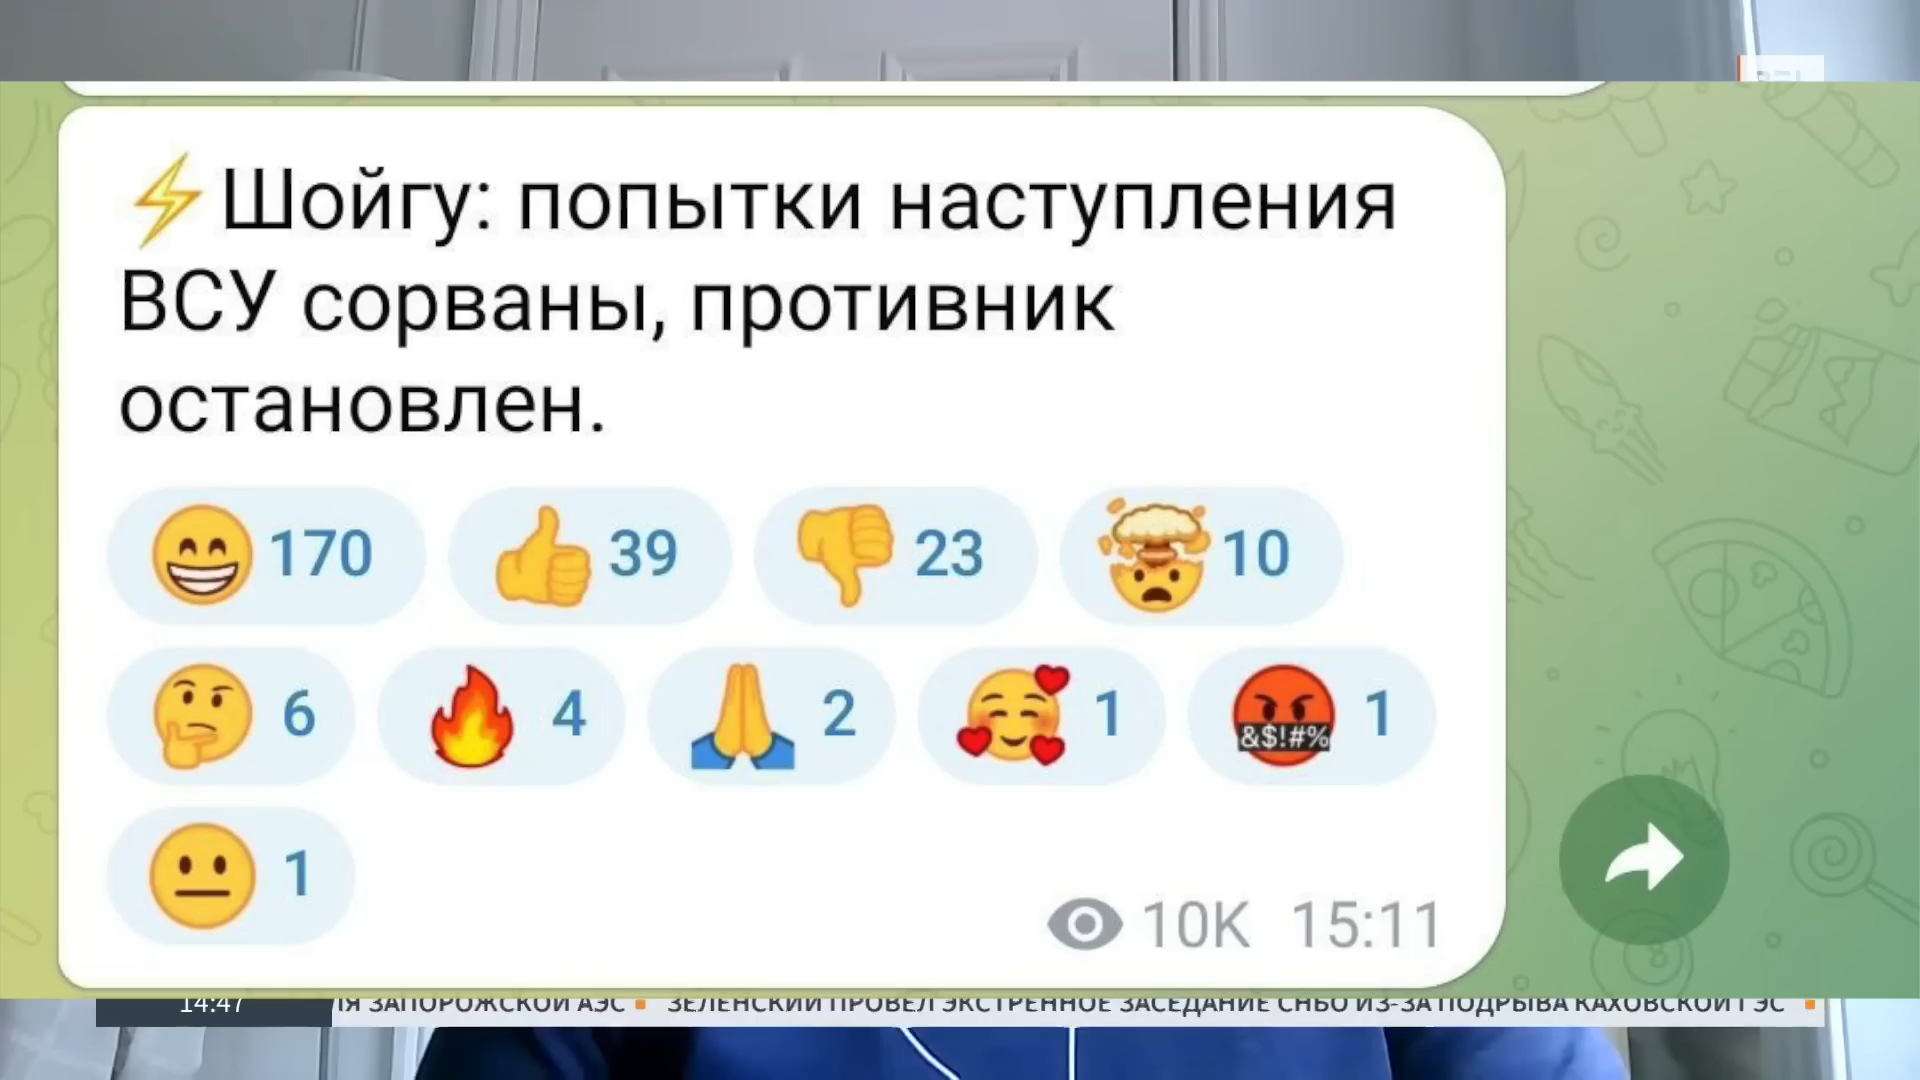 ⚡Шойгу: попытки наступления
ВСУ сорваны, противник
остановлен.
😁 170 👍 39 👎 23 🤯 10
🤔 6 🔥 4 🙏 2 🥰 1 🤬 &$!#% 1
😐 1
10K 15:11
14:47 ЗАПОРОЖСКОЙ АЭС ▪ ЗЕЛЕНСКИЙ ПРОВЕЛ ЭКСТРЕННОЕ ЗАСЕДАНИЕ СНБО ИЗ-ЗА ПОДРЫВА КАХОВСКОЙ ГЭС ▪